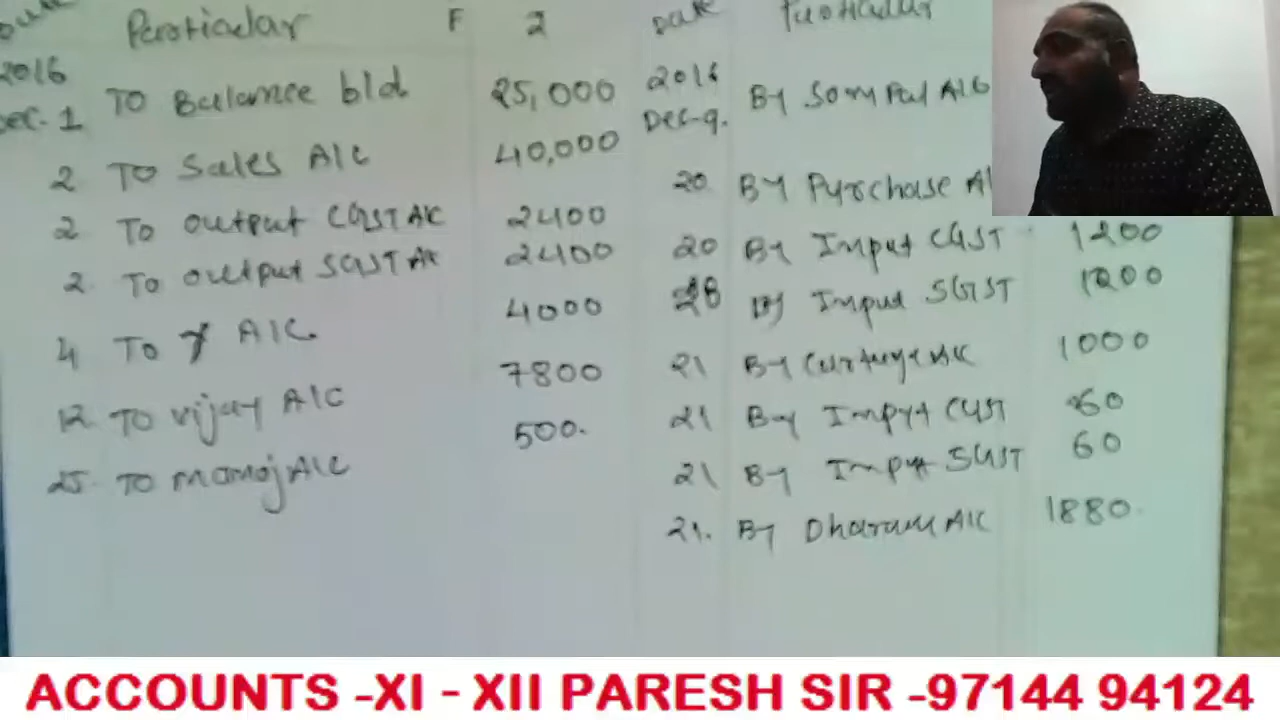 Particular F ₹ Date Particular
2016
Dec. 1 To Balance b/d 25,000 2016 Dec-9. By Sompal A/c
2 To Sales A/C 40,000
20 By Purchase A/
2 To output CGST A/C 2400
20 By Input CGST 1200
2 To output SGST A/c 2400
20 By Input SGST 1200
4 To Y A/C 4000
21 By Cartage A/C 1000
12 To Vijay A/C 7800
21 By Input CGST 60
25 To Manoj A/C 500.
21 By Input SGST 60
21. By Dharam A/C 1880.
ACCOUNTS -XI - XII PARESH SIR -97144 94124